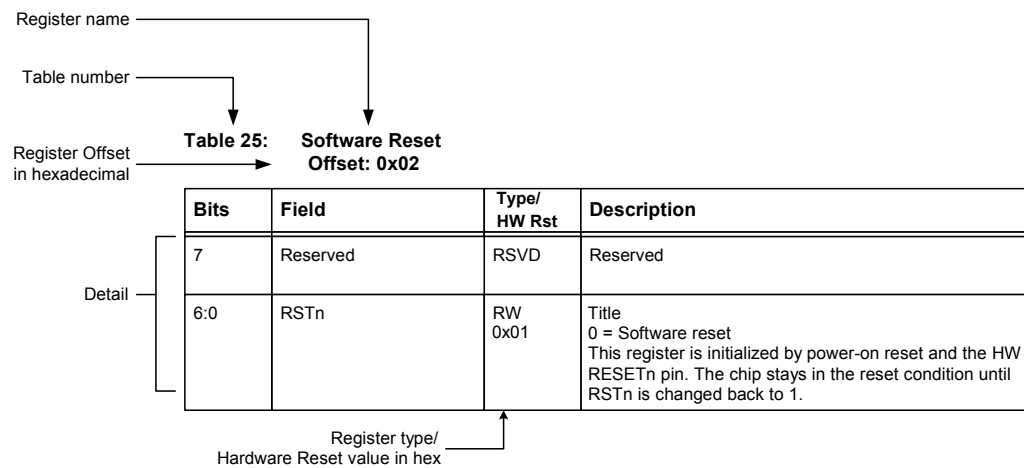 Register name
Table number
Table 25: Software Reset
Register Offset
in hexadecimal
Offset: 0x02
Bits Field Type/ HW Rst Description
7 Reserved RSVD Reserved
Detail
6:0 RSTn RW 0x01 Title
0 = Software reset
This register is initialized by power-on reset and the HW
RESETn pin. The chip stays in the reset condition until
RSTn is changed back to 1.
Register type/
Hardware Reset value in hex